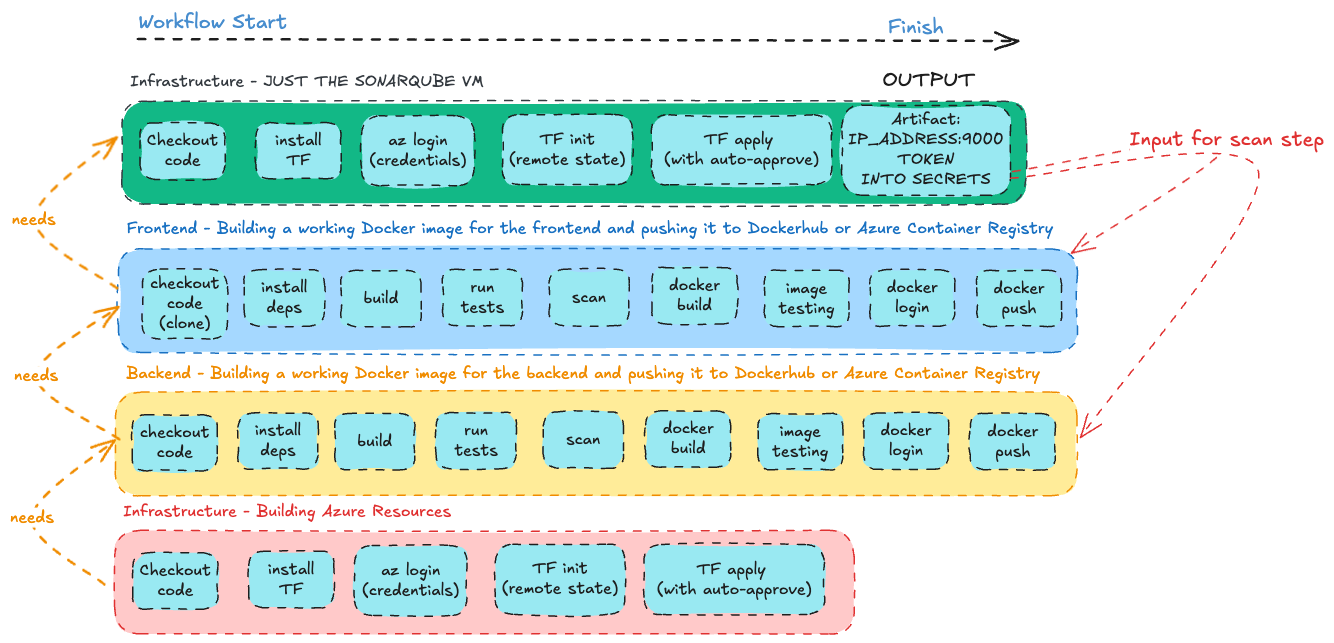 Workflow Start
Finish
Infrastructure - JUST THE SONARQUBE VM
OUTPUT
Checkout
code
install
TF
az login
(credentials)
TF init
(remote state)
TF apply
(with auto-approve)
Artifact:
IP_ADDRESS:9000
TOKEN
INTO SECRETS
Input for scan step
needs
Frontend - Building a working Docker image for the frontend and pushing it to Dockerhub or Azure Container Registry
checkout
code
(clone)
install
deps
build
run
tests
scan
docker
build
image
testing
docker
login
docker
push
needs
Backend - Building a working Docker image for the backend and pushing it to Dockerhub or Azure Container Registry
checkout
code
install
deps
build
run
tests
scan
docker
build
image
testing
docker
login
docker
push
needs
Infrastructure - Building Azure Resources
Checkout
code
install
TF
az login
(credentials)
TF init
(remote state)
TF apply
(with auto-approve)